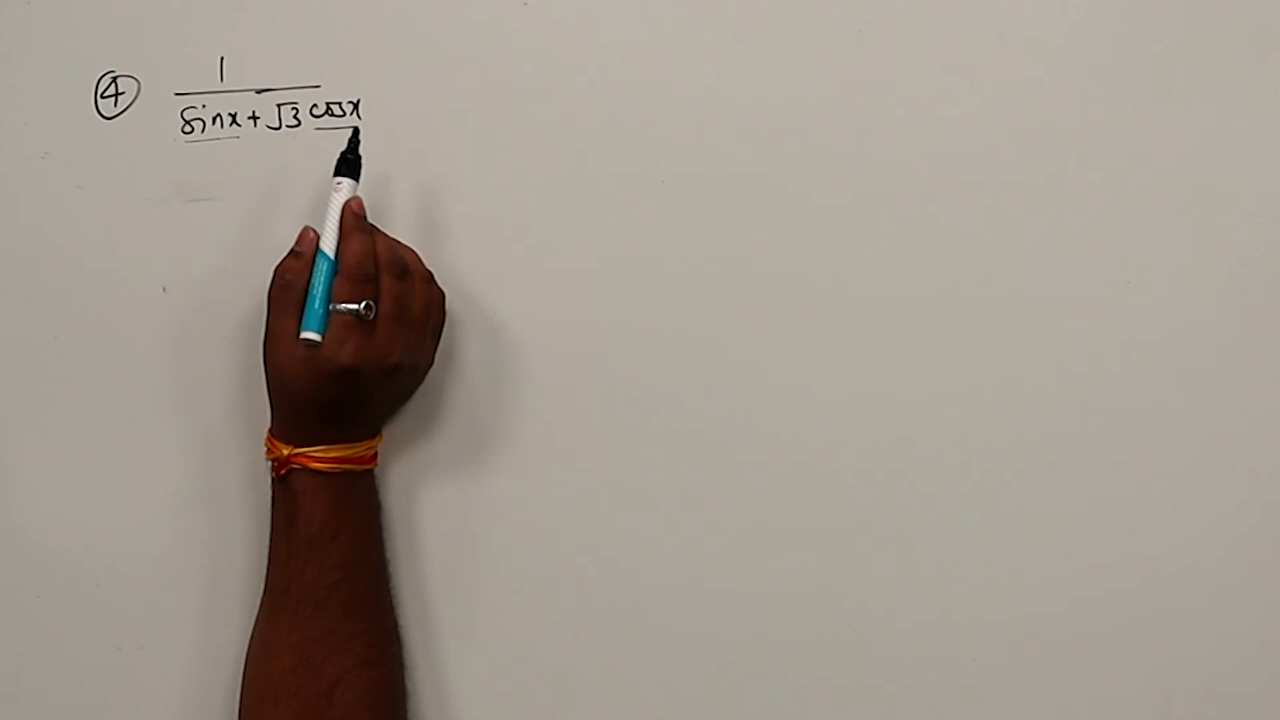 ④ 1
sinx + √3 cosx